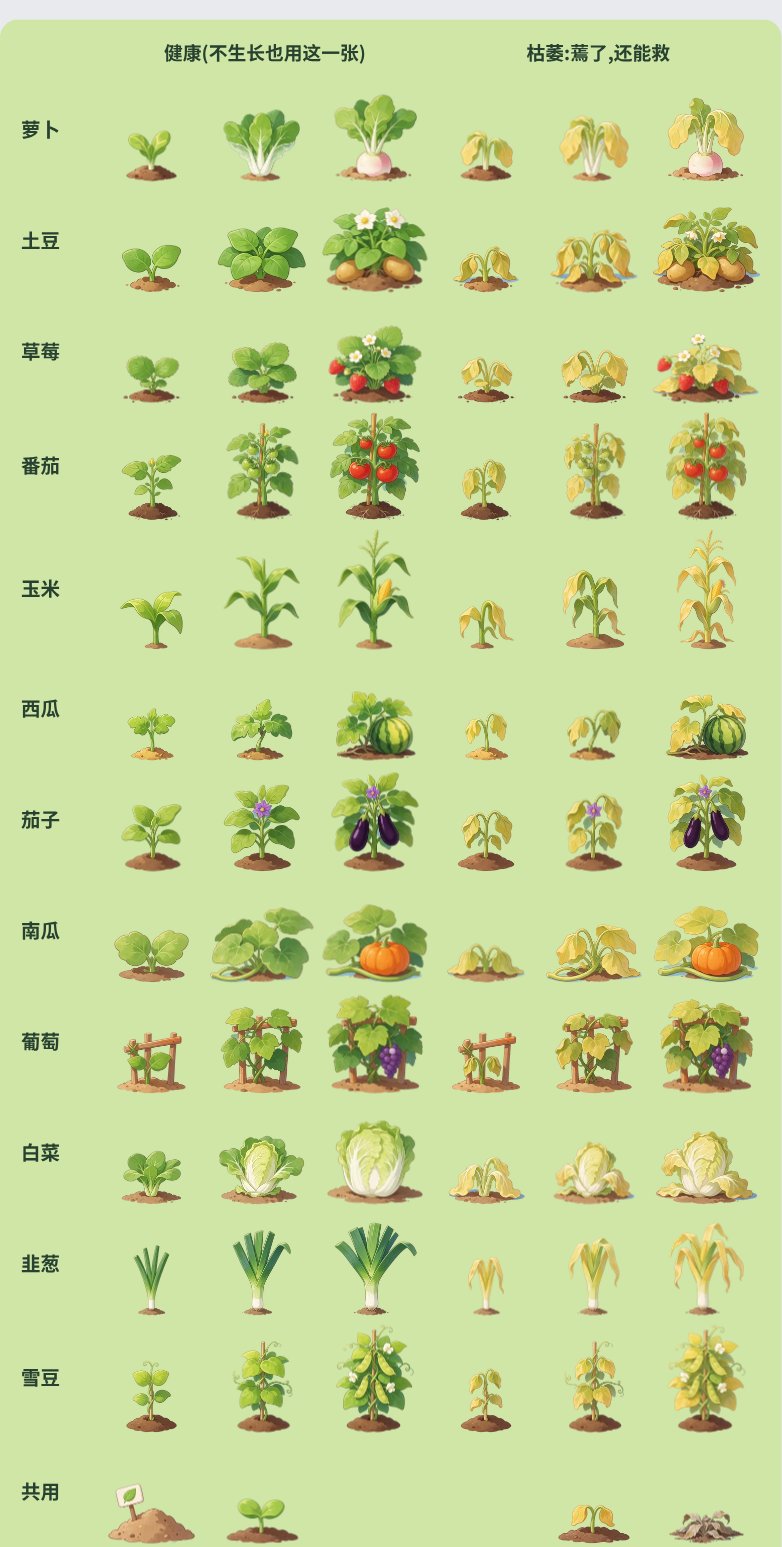 健康(不生长也用这一张)
枯萎:蔫了,还能救
萝卜
土豆
草莓
番茄
玉米
西瓜
茄子
南瓜
葡萄
白菜
韭葱
雪豆
共用